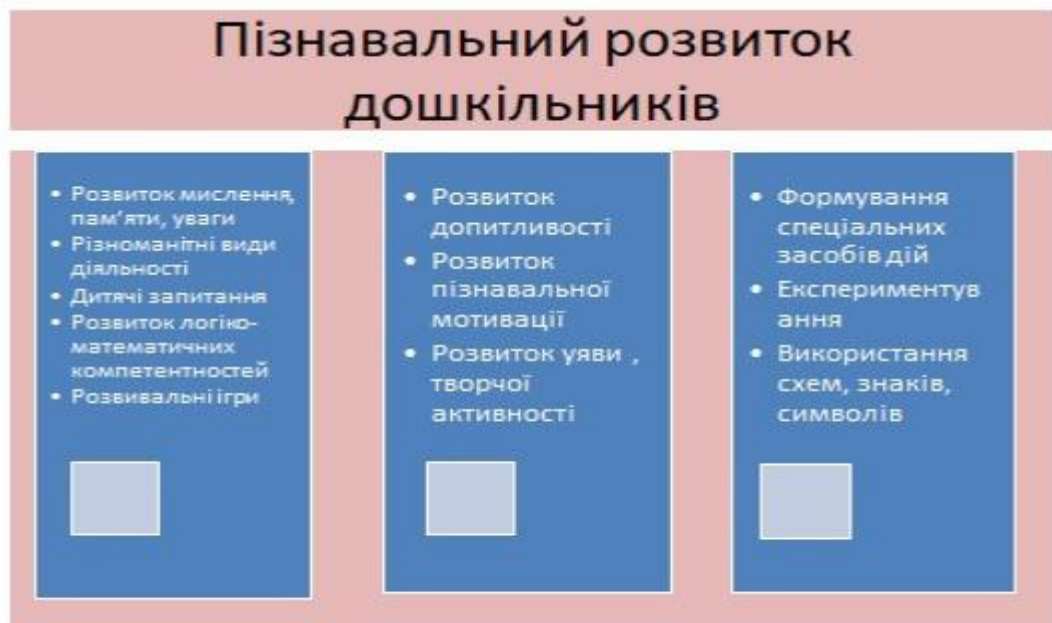 Пізнавальний розвиток
дошкільників
• Розвиток мислення,
пам'яти, уваги
• Різноманітні види
діяльності
• Дитячі запитання
• Розвиток логіко-
математичних
компетентностей
• Розвивальні ігри
• Розвиток
допитливості
• Розвиток
пізнавальної
мотивації
• Розвиток уяви ,
творчої
активності
• Формування
спеціальних
засобів дій
• Експериментув
ання
• Використання
схем, знаків,
символів